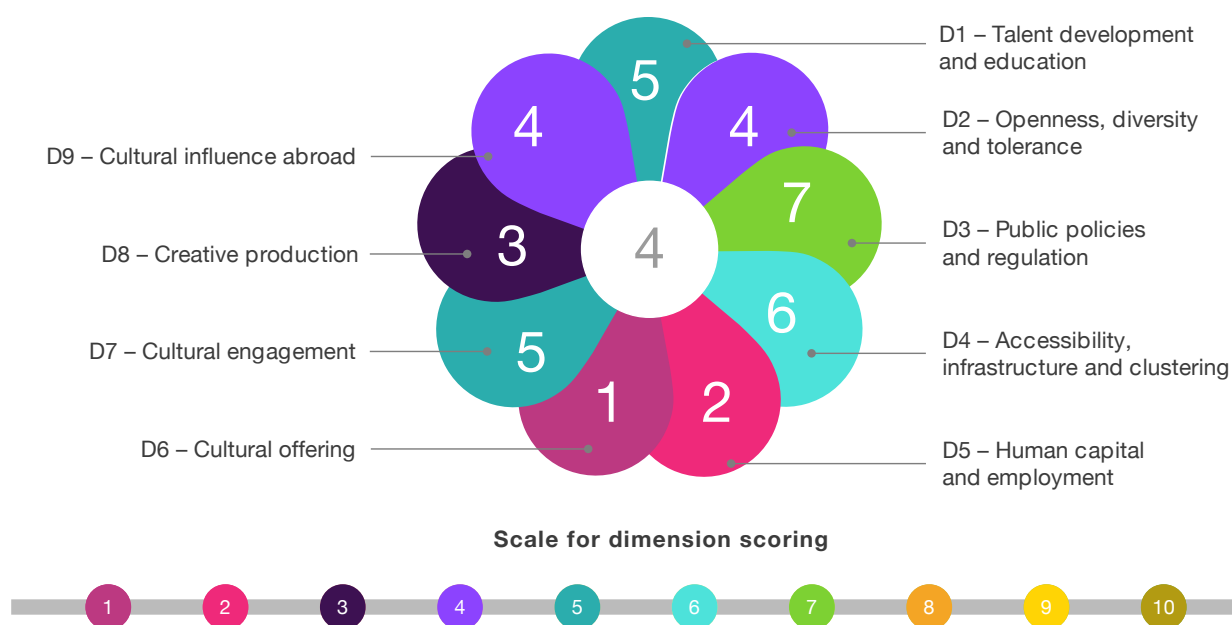 5
D1 – Talent development
and education
4
D2 – Openness, diversity
and tolerance
4
D9 – Cultural influence abroad
7
D3 – Public policies
and regulation
3
D8 – Creative production
4
6
D4 – Accessibility,
infrastructure and clustering
5
D7 – Cultural engagement
1
D6 – Cultural offering
2
D5 – Human capital
and employment
Scale for dimension scoring
1 2 3 4 5 6 7 8 9 10